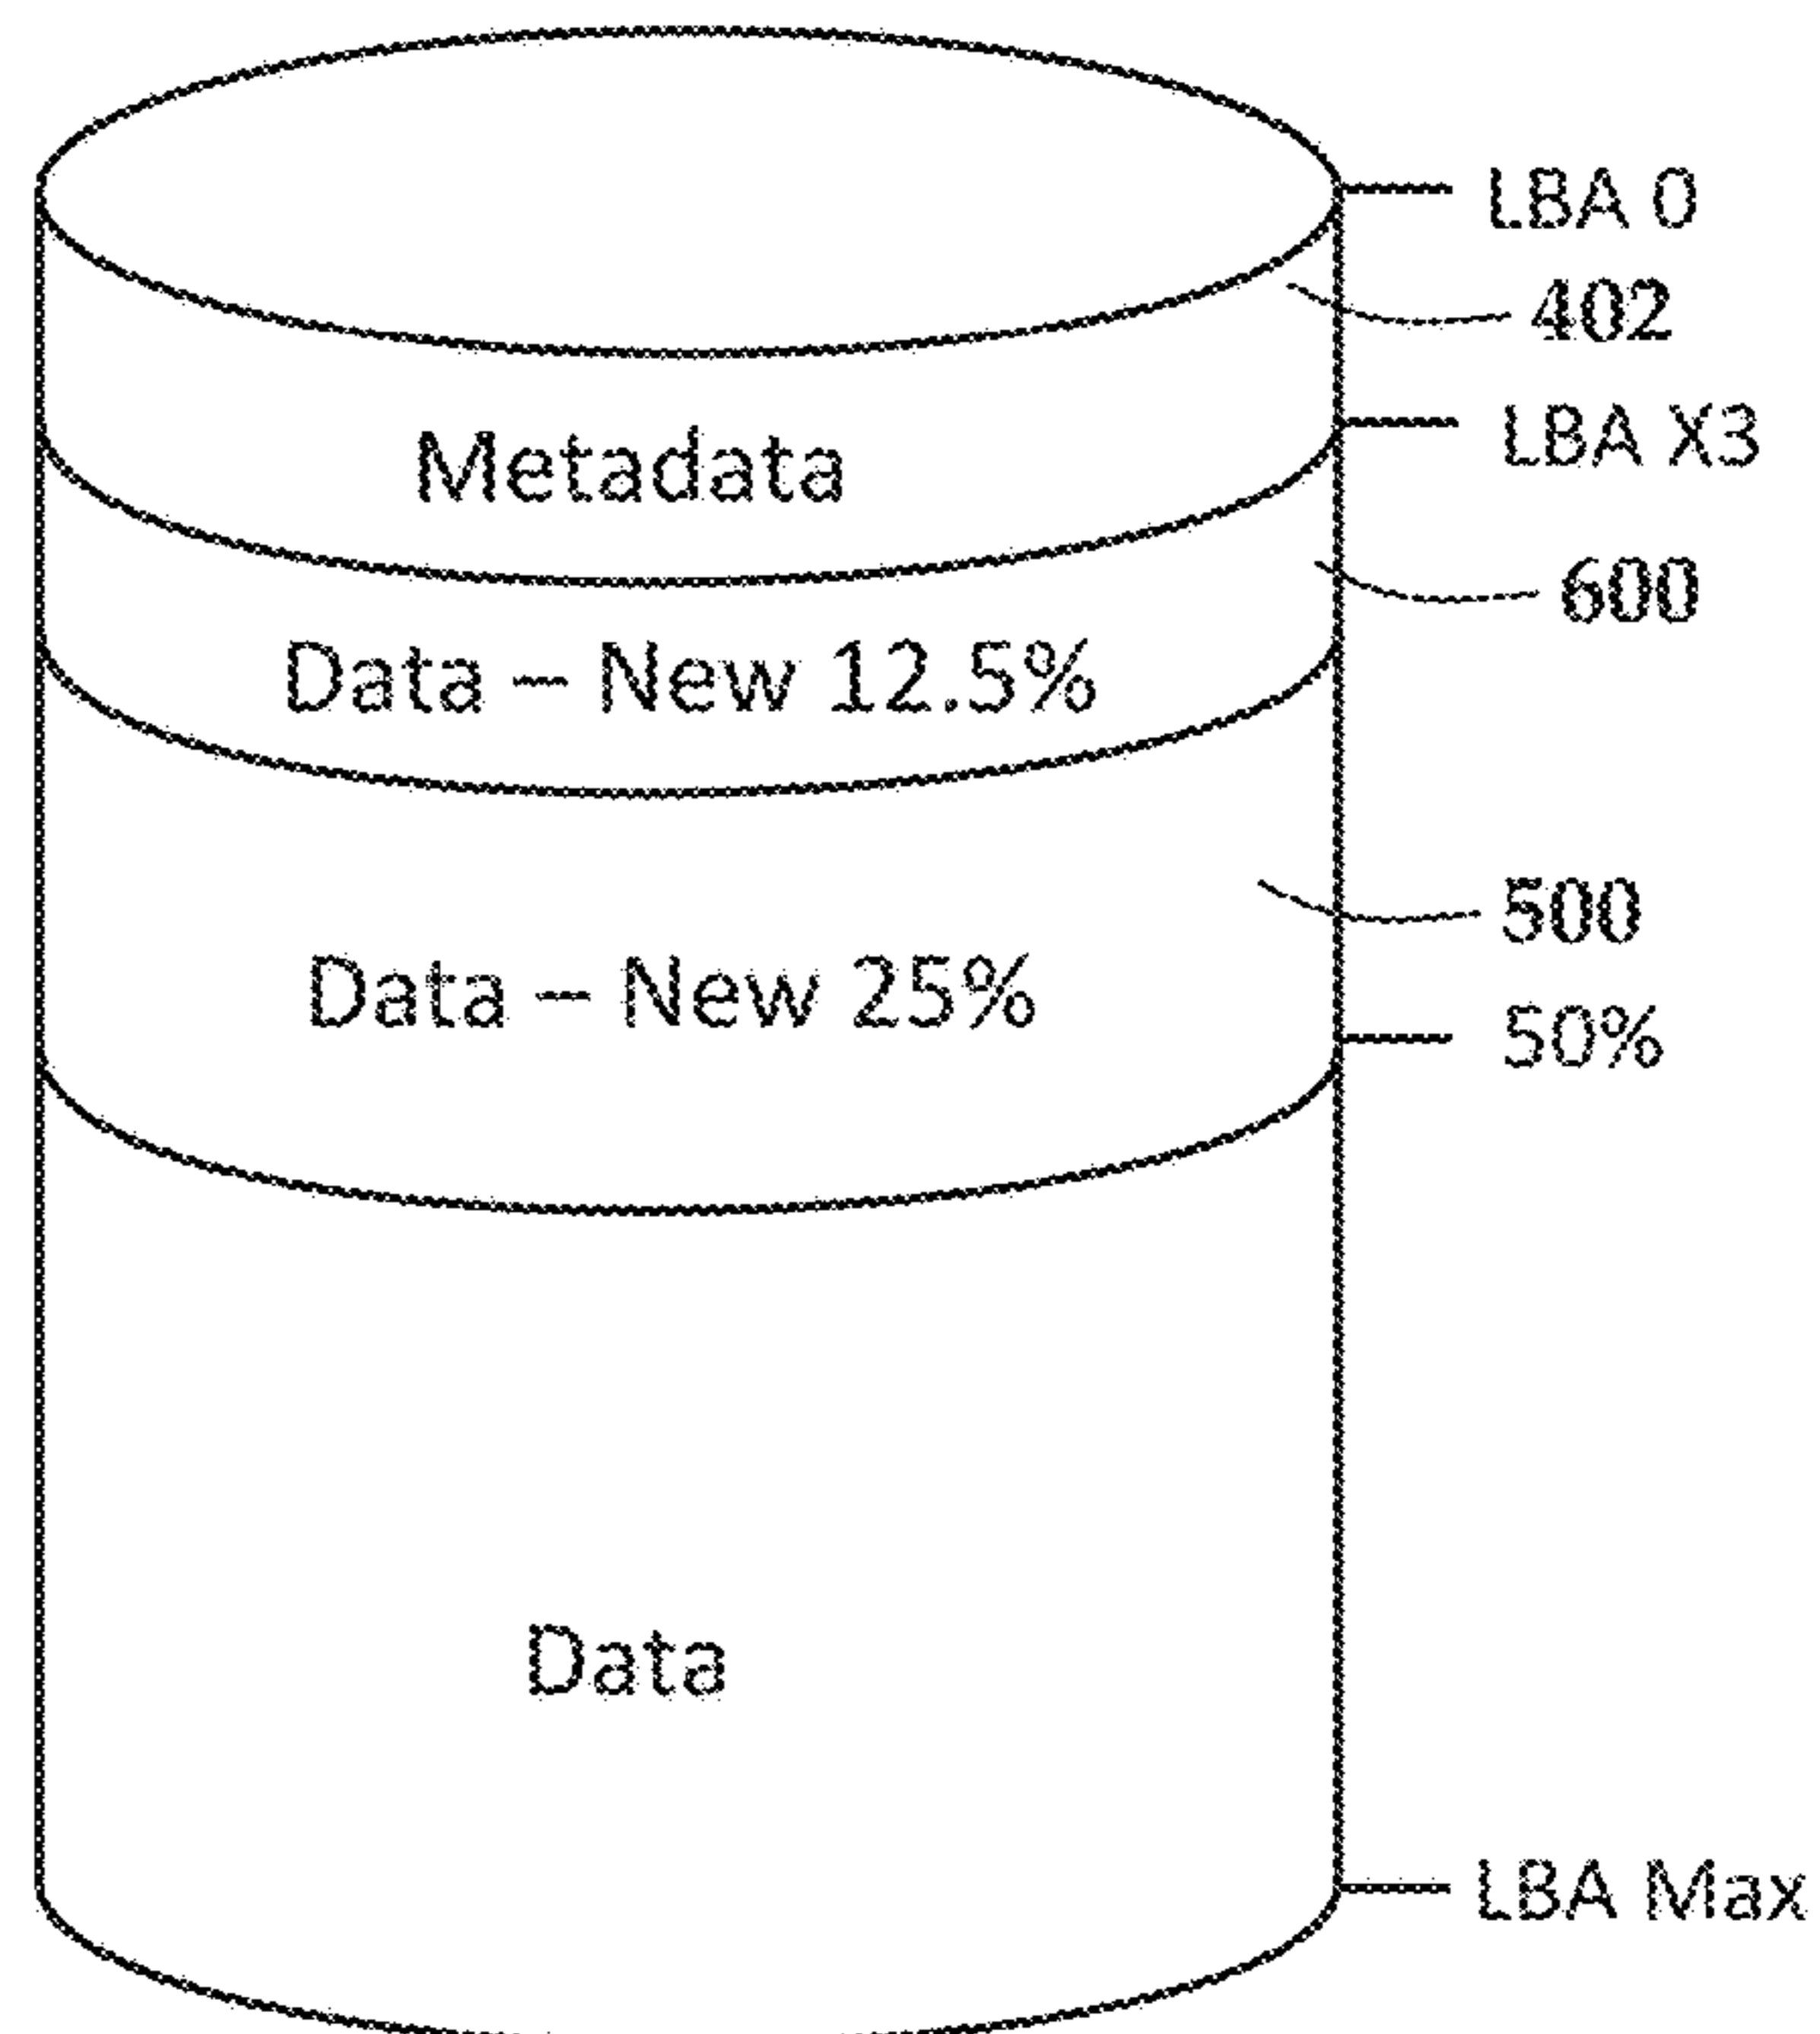 LBA 0
402
LBA X3
Metadata
600
Data – New 12.5%
500
Data – New 25%
50%
Data
LBA Max